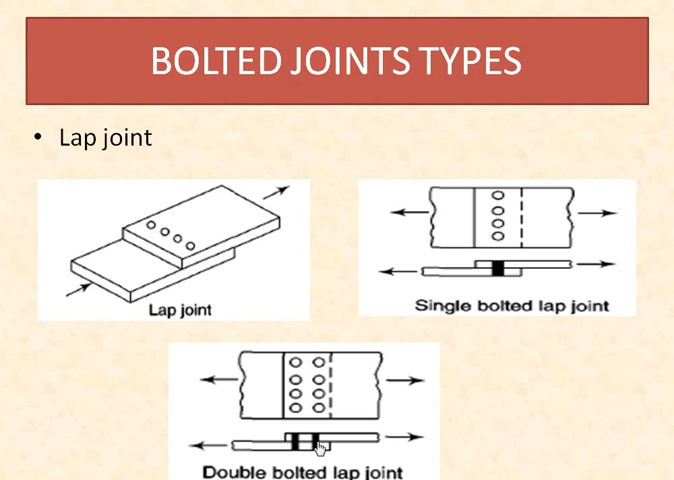 BOLTED JOINTS TYPES
• Lap joint
Lap joint
Single bolted lap joint
Double bolted lap joint